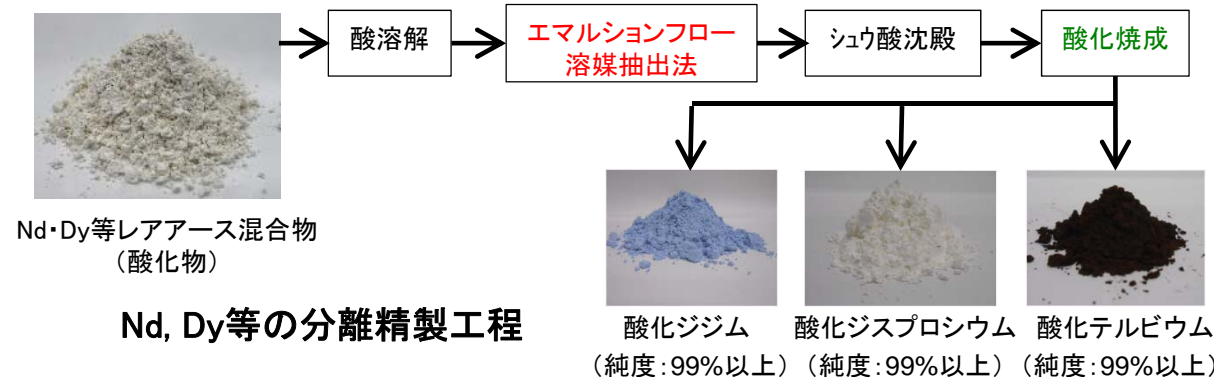 酸溶解
エマルションフロー
溶媒抽出法
シュウ酸沈殿
酸化焼成
Nd・Dy等レアアース混合物
（酸化物）
Nd, Dy等の分離精製工程
酸化ジジム
（純度：99%以上）
酸化ジスプロシウム
（純度：99%以上）
酸化テルビウム
（純度：99%以上）